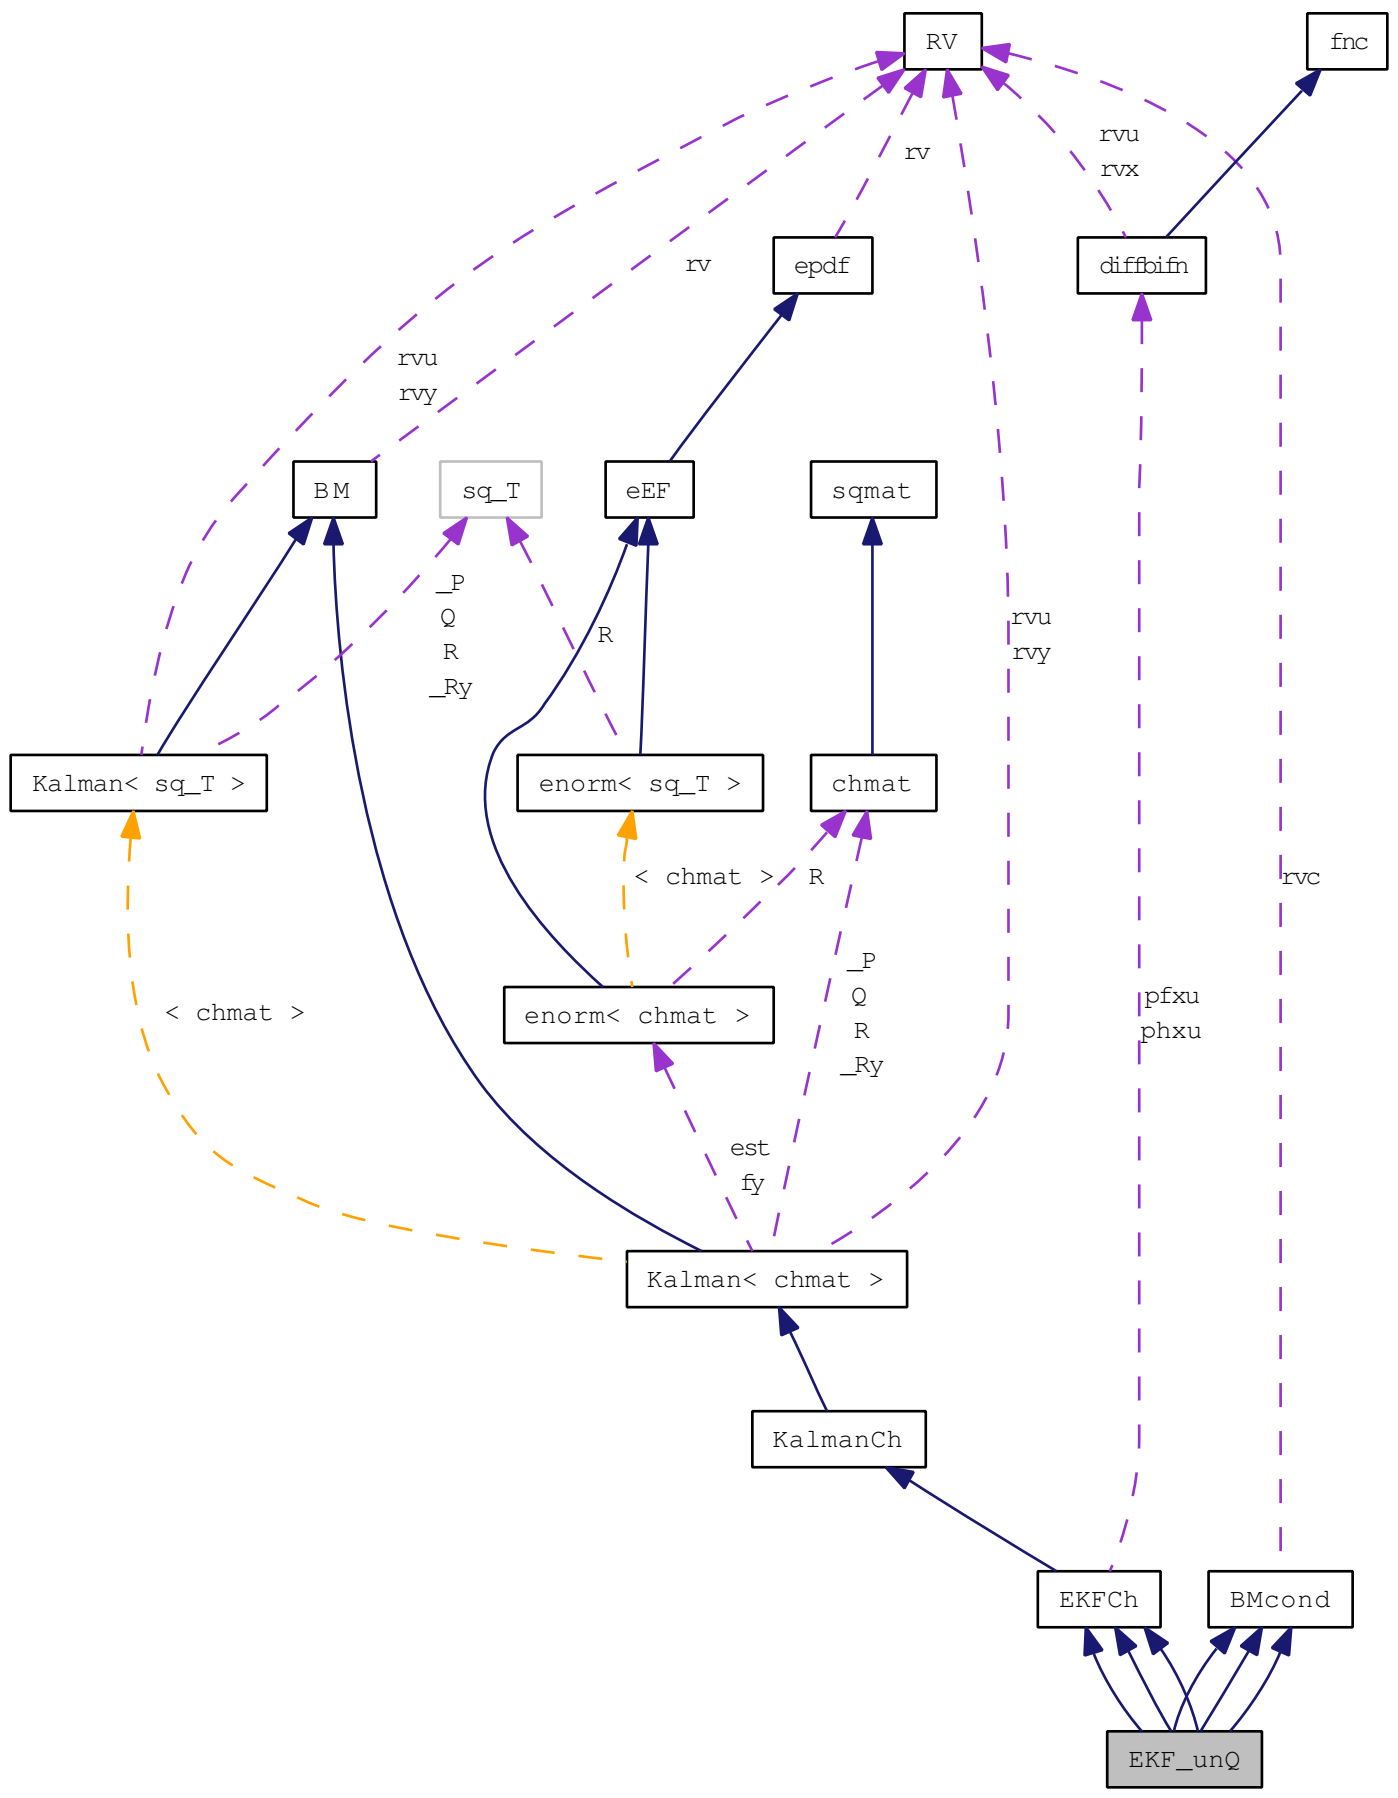 RV
fnc
rvu
rvx
rv
epdf
diffbifn
rv
rvu
rvy
BM
sq_T
eEF
sqmat
_P
Q
R
_Ry
R
rvu
rvy
Kalman< sq_T >
enorm< sq_T >
chmat
< chmat >
R
rvc
_P
Q
R
_Ry
pfxu
phxu
< chmat >
enorm< chmat >
est
fy
Kalman< chmat >
KalmanCh
EKFCh
BMcond
EKF_unQ